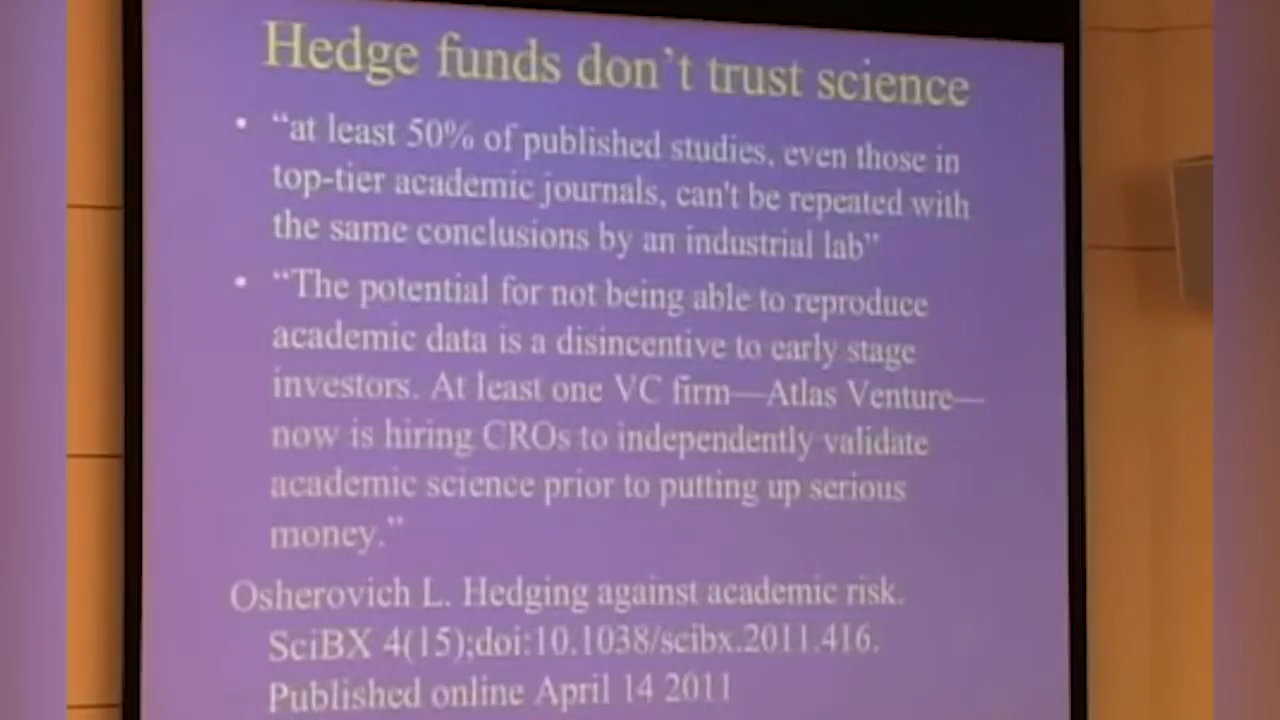 Hedge funds don't trust science
• “at least 50% of published studies, even those in
top-tier academic journals, can't be repeated with
the same conclusions by an industrial lab”
• “The potential for not being able to reproduce
academic data is a disincentive to early stage
investors. At least one VC firm—Atlas Venture—
now is hiring CROs to independently validate
academic science prior to putting up serious
money.”
Osherovich L. Hedging against academic risk.
SciBX 4(15);doi:10.1038/scibx.2011.416.
Published online April 14 2011